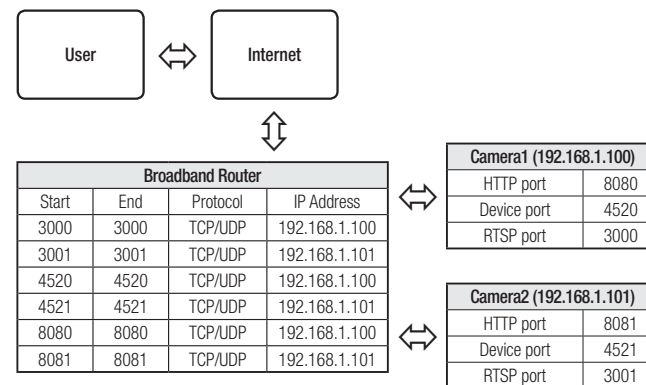 User
Internet
Broadband Router
Start End Protocol IP Address
3000 3000 TCP/UDP 192.168.1.100
3001 3001 TCP/UDP 192.168.1.101
4520 4520 TCP/UDP 192.168.1.100
4521 4521 TCP/UDP 192.168.1.101
8080 8080 TCP/UDP 192.168.1.100
8081 8081 TCP/UDP 192.168.1.101
Camera1 (192.168.1.100)
HTTP port 8080
Device port 4520
RTSP port 3000
Camera2 (192.168.1.101)
HTTP port 8081
Device port 4521
RTSP port 3001